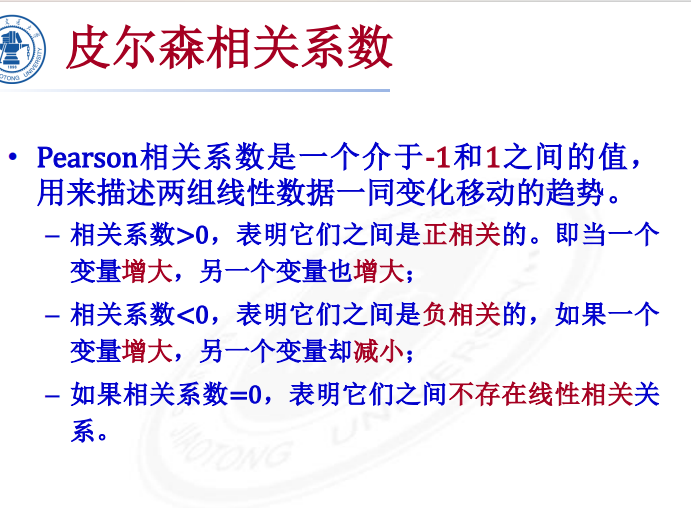 皮尔森相关系数
• Pearson相关系数是一个介于-1和1之间的值，
用来描述两组线性数据一同变化移动的趋势。
– 相关系数>0，表明它们之间是正相关的。即当一个
变量增大，另一个变量也增大；
– 相关系数<0，表明它们之间是负相关的，如果一个
变量增大，另一个变量却减小；
– 如果相关系数=0，表明它们之间不存在线性相关关
系。
JIAOTONG UNIVERSITY